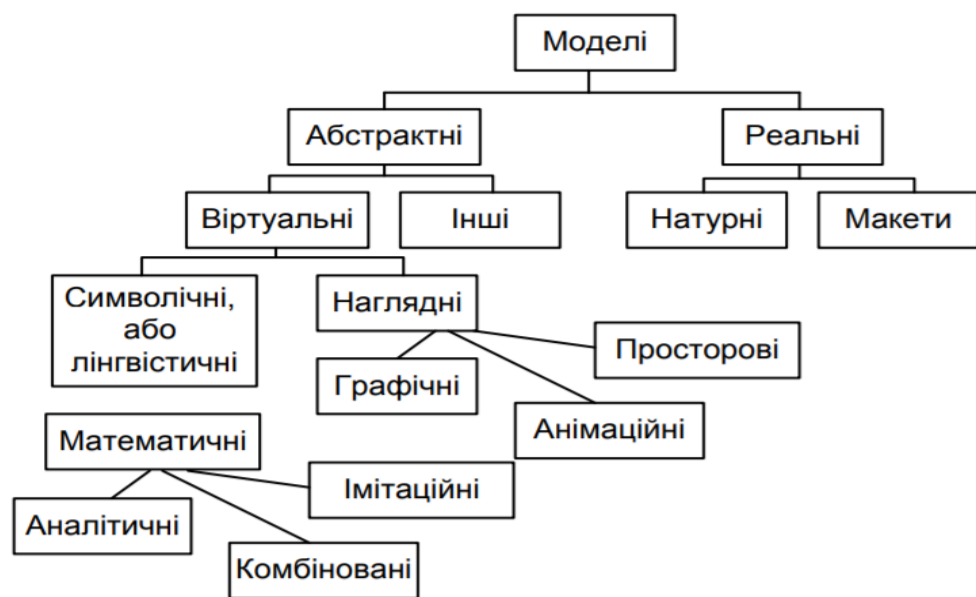 Моделі
Абстрактні
Реальні
Віртуальні
Інші
Натурні
Макети
Символічні,
або
лінгвістичні
Наглядні
Просторові
Графічні
Анімаційні
Математичні
Імітаційні
Аналітичні
Комбіновані